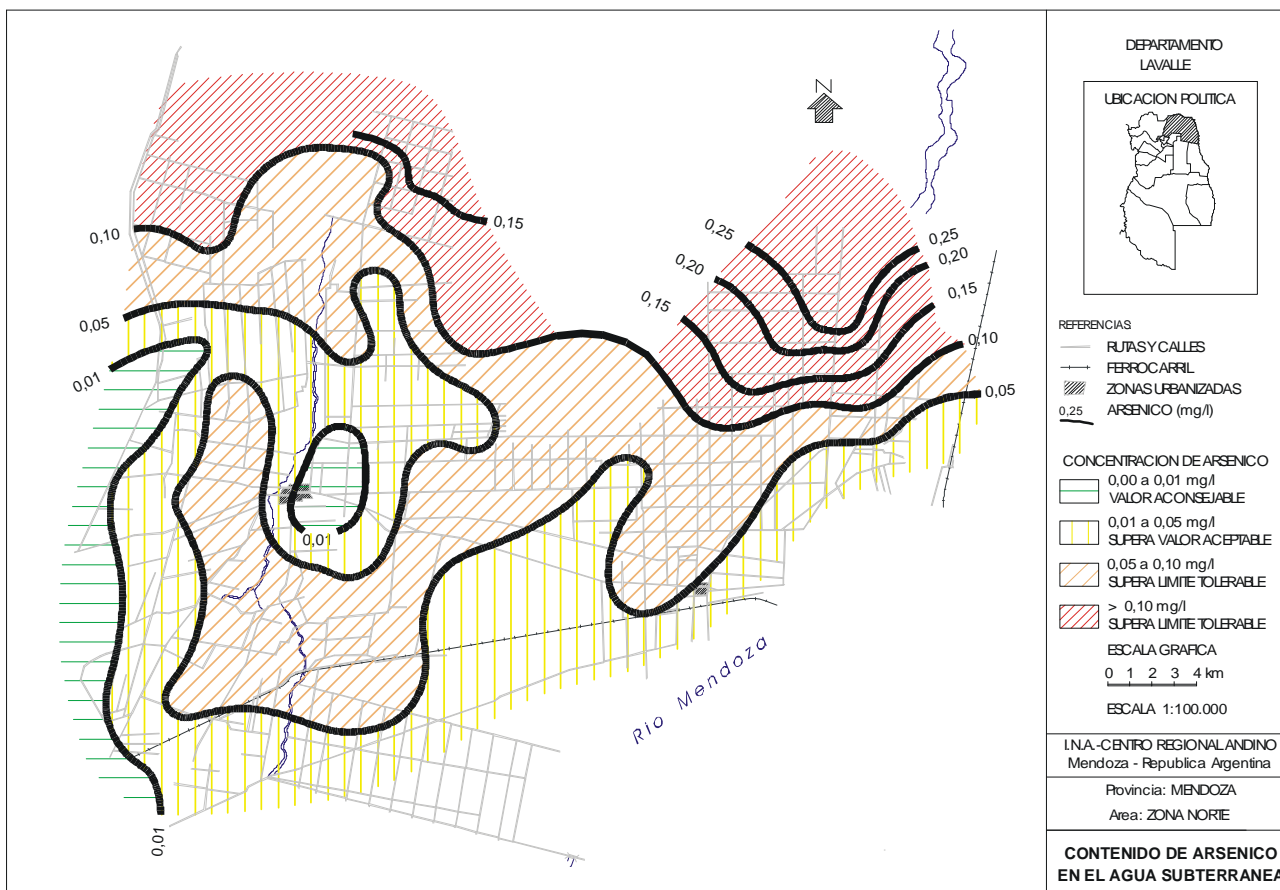 N
0,10
0,15
0,05
0,01
0,01
0,01
0,25
0,20
0,15
0,25
0,20
0,15
0,10
0,05
Rio Mendoza
DEPARTAMENTO
LAVALLE
UBICACION POLITICA
REFERENCIAS:
RUTAS Y CALLES
FERROCARRIL
ZONAS URBANIZADAS
0,25 ARSENICO (mg/l)
CONCENTRACION DE ARSENICO
0,00 a 0,01 mg/l
VALOR ACONSEJABLE
0,01 a 0,05 mg/l
SUPERA VALOR ACEPTABLE
0,05 a 0,10 mg/l
SUPERA LIMITE TOLERABLE
> 0,10 mg/l
SUPERA LIMITE TOLERABLE
ESCALA GRAFICA
0 1 2 3 4 km
ESCALA 1:100.000
I.N.A.-CENTRO REGIONAL ANDINO
Mendoza - Republica Argentina
Provincia: MENDOZA
Area: ZONA NORTE
CONTENIDO DE ARSENICO
EN EL AGUA SUBTERRANEA